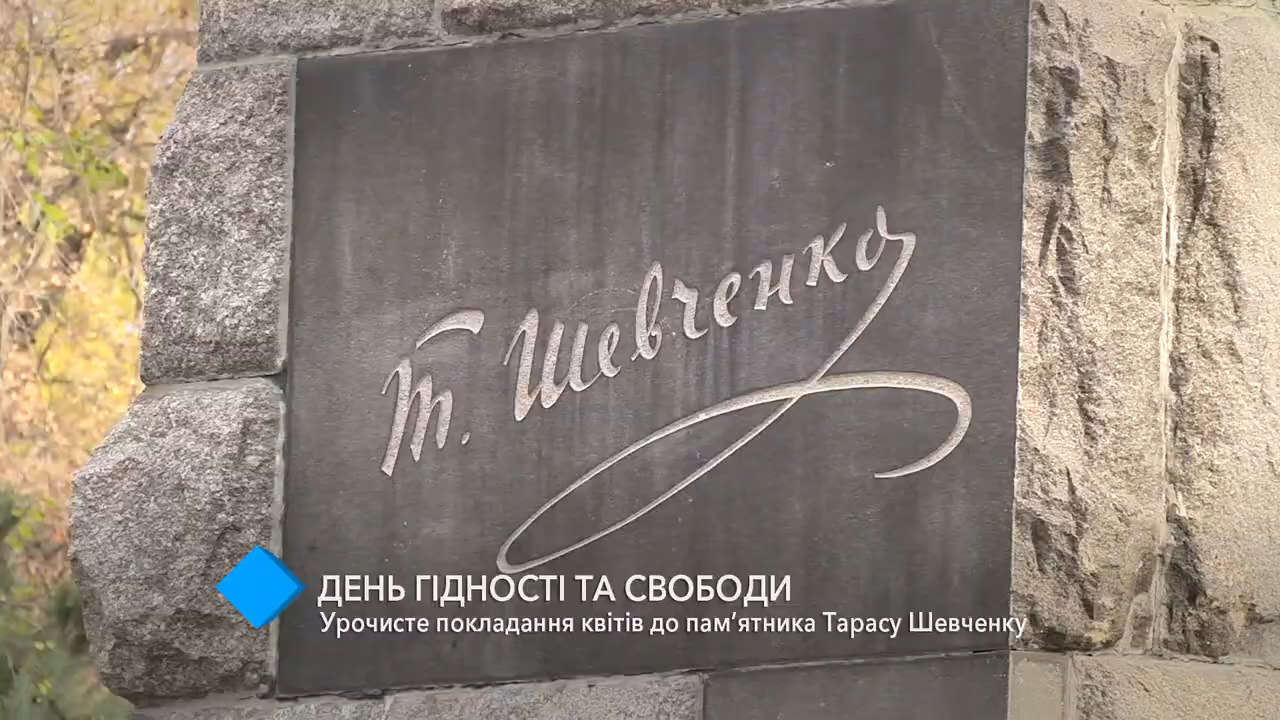 Т. Шевченко
ДЕНЬ ГІДНОСТІ ТА СВОБОДИ
Урочисте покладання квітів до пам’ятника Тарасу Шевченку